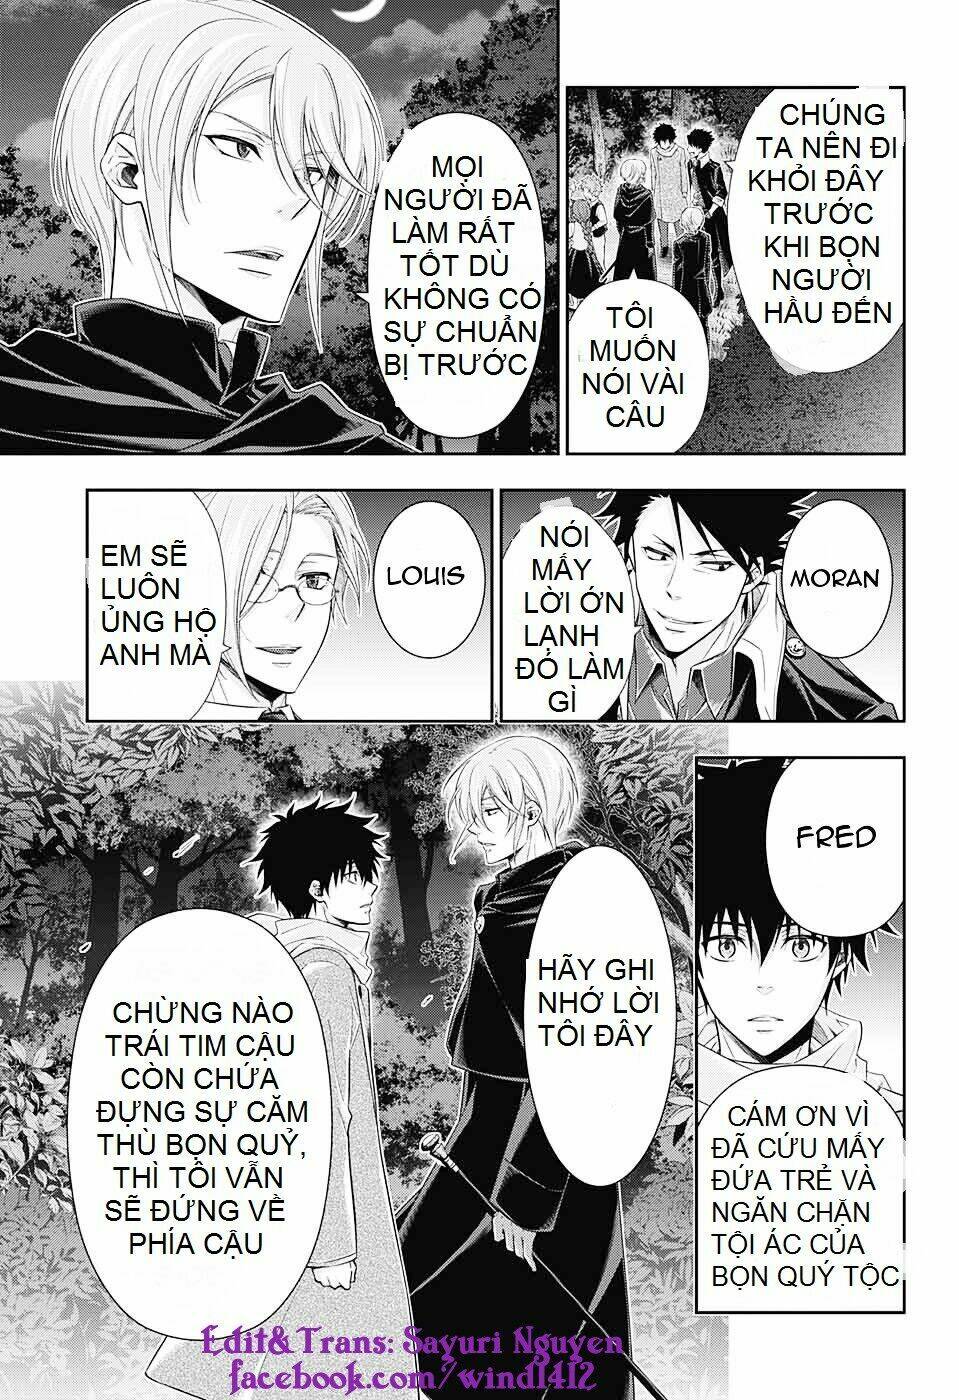 CHÚNG
TA NÊN ĐI
KHỎI ĐÂY
TRƯỚC
KHI BỌN
NGƯỜI
HẦU ĐẾN
TÔI
MUỐN
NÓI VÀI
CÂU
MỌI
NGƯỜI ĐÃ
LÀM RẤT
TỐT DÙ
KHÔNG CÓ
SỰ CHUẨN
BỊ TRƯỚC
MORAN
NÓI
MẤY
LỜI ỚN
LẠNH
ĐÓ LÀM
GÌ
LOUIS
EM SẼ
LUÔN
ỦNG HỘ
ANH MÀ
FRED
CÁM ƠN VÌ
ĐÃ CỨU MẤY
ĐỨA TRẺ VÀ
NGĂN CHẶN
TỘI ÁC CỦA
BỌN QUÝ TỘC
HÃY GHI
NHỚ LỜI
TÔI ĐÂY
CHỪNG NÀO
TRÁI TIM CẬU
CÒN CHỨA
ĐỰNG SỰ CĂM
THÙ BỌN QUỶ,
THÌ TÔI VẪN
SẼ ĐỨNG VỀ
PHÍA CẬU
Edit&Trans: Sayuri Nguyen
facebook.com/wind1412